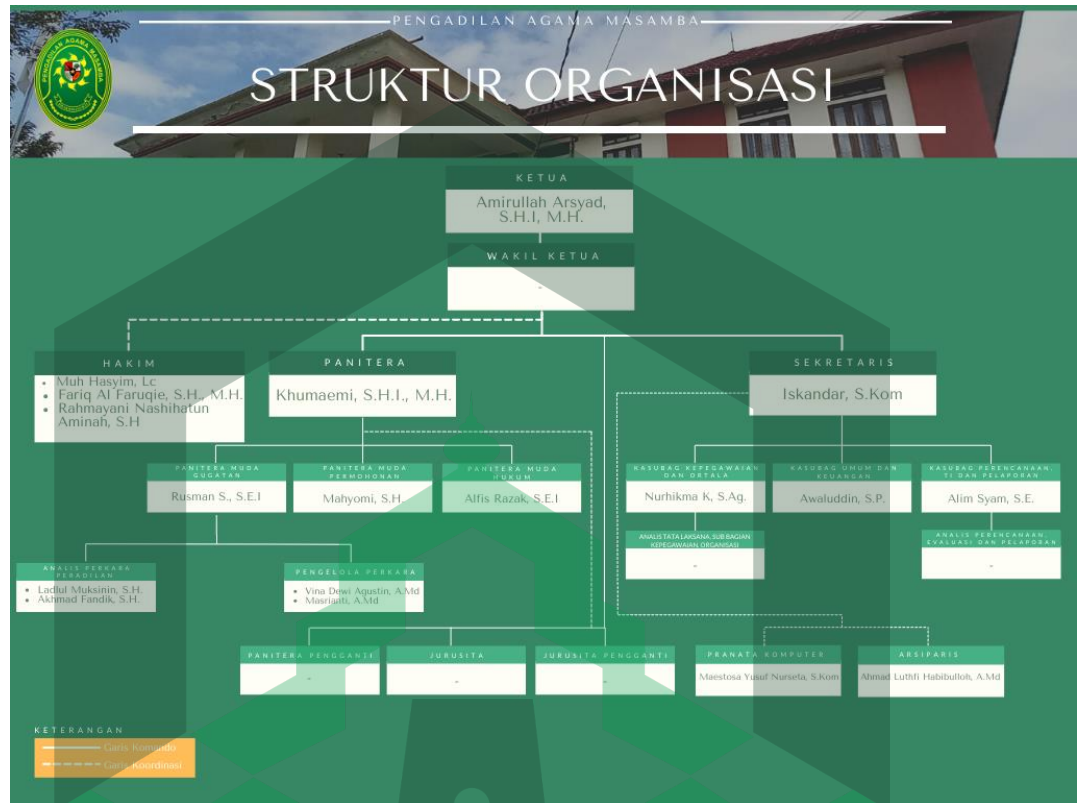 PENGADILAN AGAMA MASAMBA
STRUKTUR ORGANISASI
PENGADILAN AGAMA
MASAMBA
KETUA
Amirullah Arsyad,
S.H.I, M.H.
WAKIL KETUA
-
HAKIM
• Muh Hasyim, Lc
• Fariq Al Faruqie, S.H., M.H.
• Rahmayani Nashihatun
Aminah, S.H
PANITERA
Khumaemi, S.H.I., M.H.
SEKRETARIS
Iskandar, S.Kom
PANITERA MUDA
GUGATAN
Rusman S., S.E.I
PANITERA MUDA
PERMOHONAN
Mahyomi, S.H.
PANITERA MUDA
HUKUM
Alfis Razak, S.E.I
KASUBAG KEPEGAWAIAN
DAN ORTALA
Nurhikma K, S.Ag.
KASUBAG UMUM DAN
KEUANGAN
Awaluddin, S.P.
KASUBAG PERENCANAAN,
TI DAN PELAPORAN
Alim Syam, S.E.
ANALIS TATA LAKSANA, SUB BAGIAN
KEPEGAWAIAN, ORGANISASI
-
ANALIS PERENCANAKN,
EVALUASI DAN PELAPORAN
-
ANALIS PERKARA
PERADILAN
• Ladlul Muksinin, S.H.
• Akhmad Fandik, S.H.
PENGELOLA PERKARA
• Vina Dewi Agustin, A.Md
• Masrianti, A.Md
PANITERA PENGGANTI
-
JURUSITA
-
JURUSITA PENGGANTI
-
PRANATA KOMPUTER
Maestosa Yusuf Nurseta, S.Kom
ARSIPARIS
Ahmad Luthfi Habibulloh, A.Md
KETERANGAN
Garis Komando
Garis Koordinasi